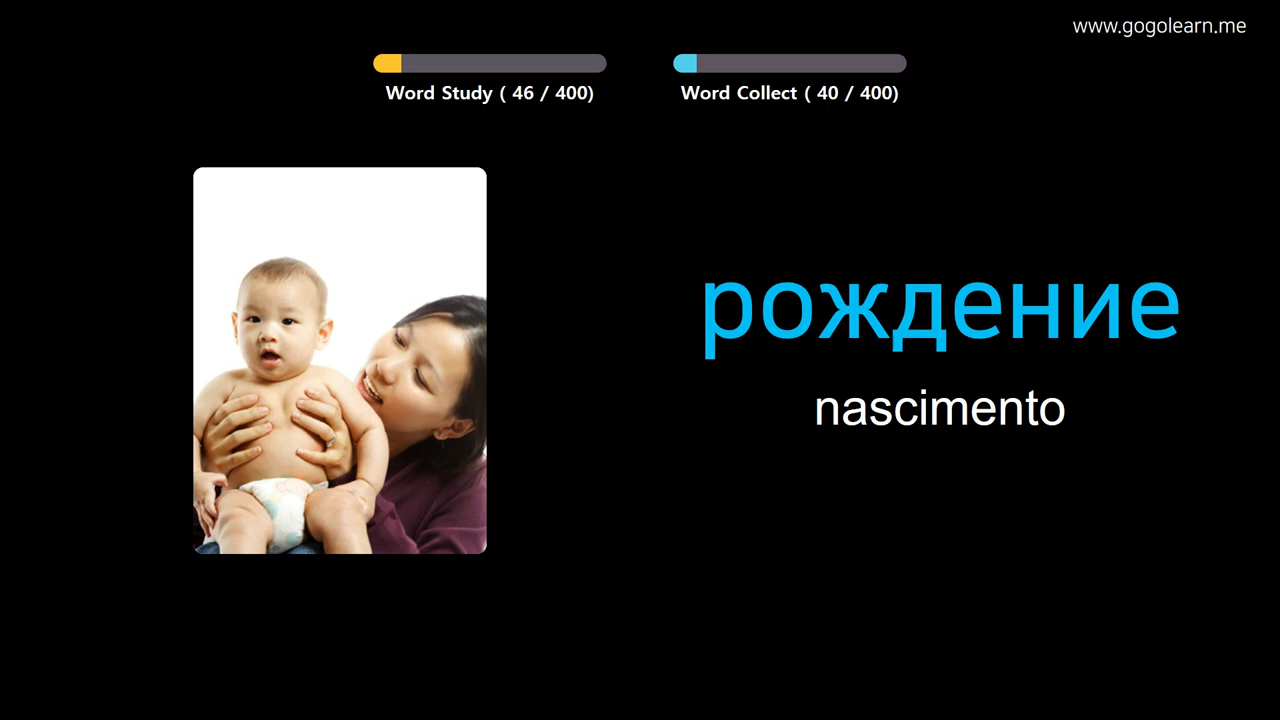 www.gogolearn.me
Word Study ( 46 / 400)
Word Collect ( 40 / 400)
рождение
nascimento